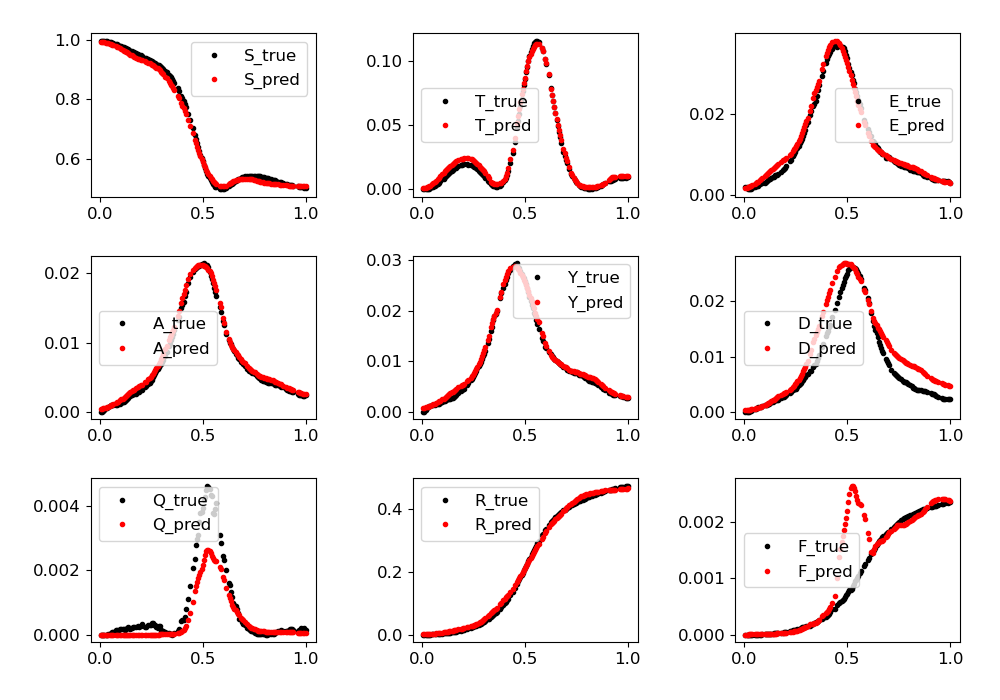 1.0
0.8
0.6
0.0 0.5 1.0
S_true
S_pred
0.10
0.05
0.00
0.0 0.5 1.0
T_true
T_pred
0.02
0.00
0.0 0.5 1.0
E_true
E_pred
0.02
0.01
0.00
0.0 0.5 1.0
A_true
A_pred
0.03
0.02
0.01
0.00
0.0 0.5 1.0
Y_true
Y_pred
0.02
0.01
0.00
0.0 0.5 1.0
D_true
D_pred
0.004
0.002
0.000
0.0 0.5 1.0
Q_true
Q_pred
0.4
0.2
0.0
0.0 0.5 1.0
R_true
R_pred
0.002
0.001
0.000
0.0 0.5 1.0
F_true
F_pred